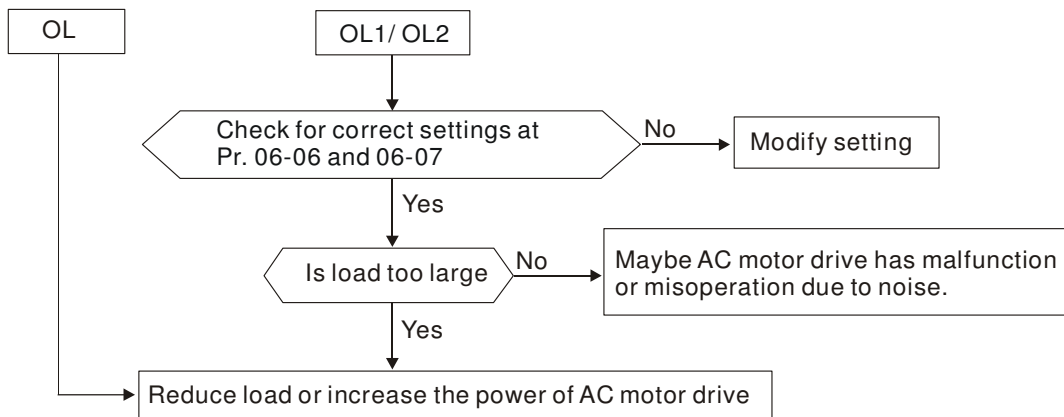 OL
OL1/ OL2
Check for correct settings at
Pr. 06-06 and 06-07
No
Modify setting
Yes
Is load too large
No
Maybe AC motor drive has malfunction
or misoperation due to noise.
Yes
Reduce load or increase the power of AC motor drive